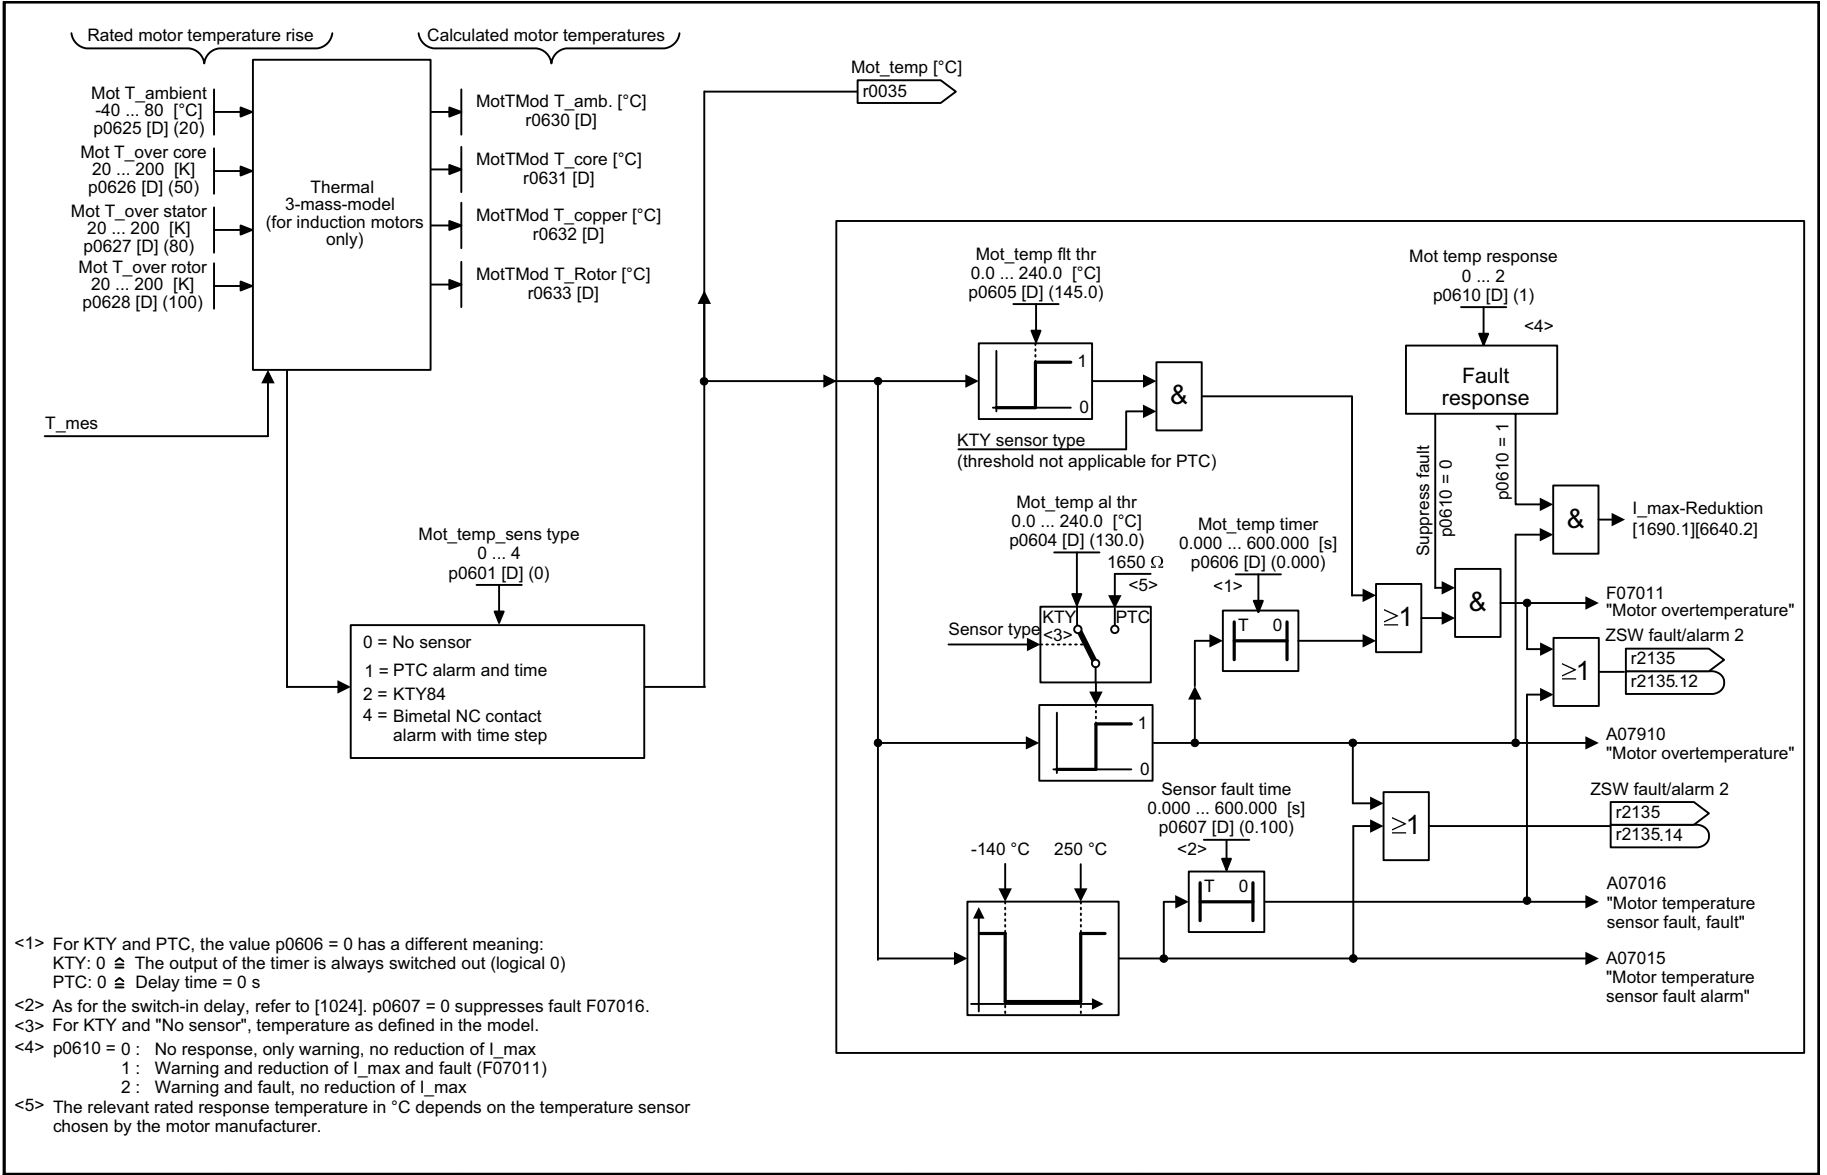 Rated motor temperature rise
Calculated motor temperatures
Mot T_ambient
-40 ... 80 [°C]
p0625 [D] (20)
Mot T_over core
20 ... 200 [K]
p0626 [D] (50)
Mot T_over stator
20 ... 200 [K]
p0627 [D] (80)
Mot T_over rotor
20 ... 200 [K]
p0628 [D] (100)
Thermal
3-mass-model
(for induction motors
only)
MotTMod T_amb. [°C]
r0630 [D]
MotTMod T_core [°C]
r0631 [D]
MotTMod T_copper [°C]
r0632 [D]
MotTMod T_Rotor [°C]
r0633 [D]
T_mes
Mot_temp [°C]
r0035
Mot_temp_sens type
0 ... 4
p0601 [D] (0)
0 = No sensor
1 = PTC alarm and time
2 = KTY84
4 = Bimetal NC contact
alarm with time step
Mot_temp flt thr
0.0 ... 240.0 [°C]
p0605 [D] (145.0)
1
0
&
KTY sensor type
(threshold not applicable for PTC)
Mot temp response
0 ... 2
p0610 [D] (1)
<4>
Fault
response
Suppress fault
p0610 = 0
p0610 = 1
&
I_max-Reduktion
[1690.1][6640.2]
Mot_temp al thr
0.0 ... 240.0 [°C]
p0604 [D] (130.0)
1650 Ω
<5>
KTY
PTC
<3>
Sensor type
Mot_temp timer
0.000 ... 600.000 [s]
p0606 [D] (0.000)
<1>
T 0
≥1
&
F07011
"Motor overtemperature"
ZSW fault/alarm 2
r2135
r2135.12
≥1
1
0
A07910
"Motor overtemperature"
Sensor fault time
0.000 ... 600.000 [s]
p0607 [D] (0.100)
<2>
T 0
≥1
ZSW fault/alarm 2
r2135
r2135.14
-140 °C
250 °C
A07016
"Motor temperature
sensor fault, fault"
A07015
"Motor temperature
sensor fault alarm"
<1> For KTY and PTC, the value p0606 = 0 has a different meaning:
KTY: 0 ≙ The output of the timer is always switched out (logical 0)
PTC: 0 ≙ Delay time = 0 s
<2> As for the switch-in delay, refer to [1024]. p0607 = 0 suppresses fault F07016.
<3> For KTY and "No sensor", temperature as defined in the model.
<4> p0610 = 0 : No response, only warning, no reduction of I_max
1 : Warning and reduction of I_max and fault (F07011)
2 : Warning and fault, no reduction of I_max
<5> The relevant rated response temperature in °C depends on the temperature sensor
chosen by the motor manufacturer.